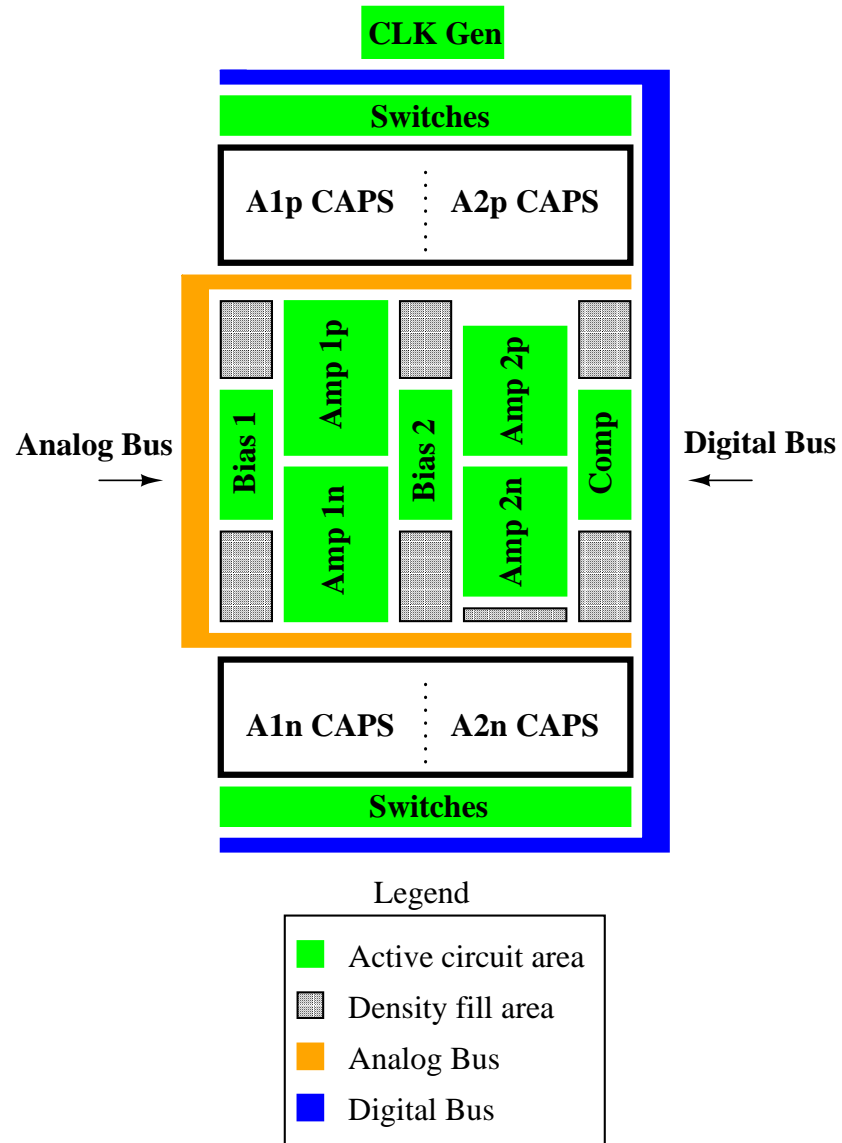 CLK Gen
Switches
A1p CAPS
A2p CAPS
Amp 1p
Amp 2p
Analog Bus
Bias 1
Bias 2
Comp
Digital Bus
Amp 1n
Amp 2n
A1n CAPS
A2n CAPS
Switches
Legend
Active circuit area
Density fill area
Analog Bus
Digital Bus